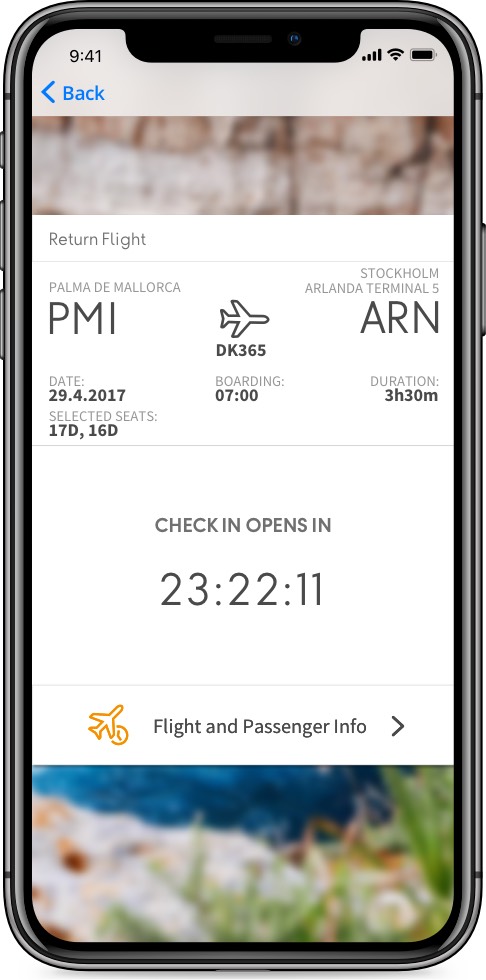 9:41
Back
Return Flight
STOCKHOLM
PALMA DE MALLORCA ARLANDA TERMINAL 5
PMI ARN
DK365
DATE: BOARDING: DURATION:
29.4.2017 07:00 3h30m
SELECTED SEATS:
17D, 16D
CHECK IN OPENS IN
23:22:11
Flight and Passenger Info